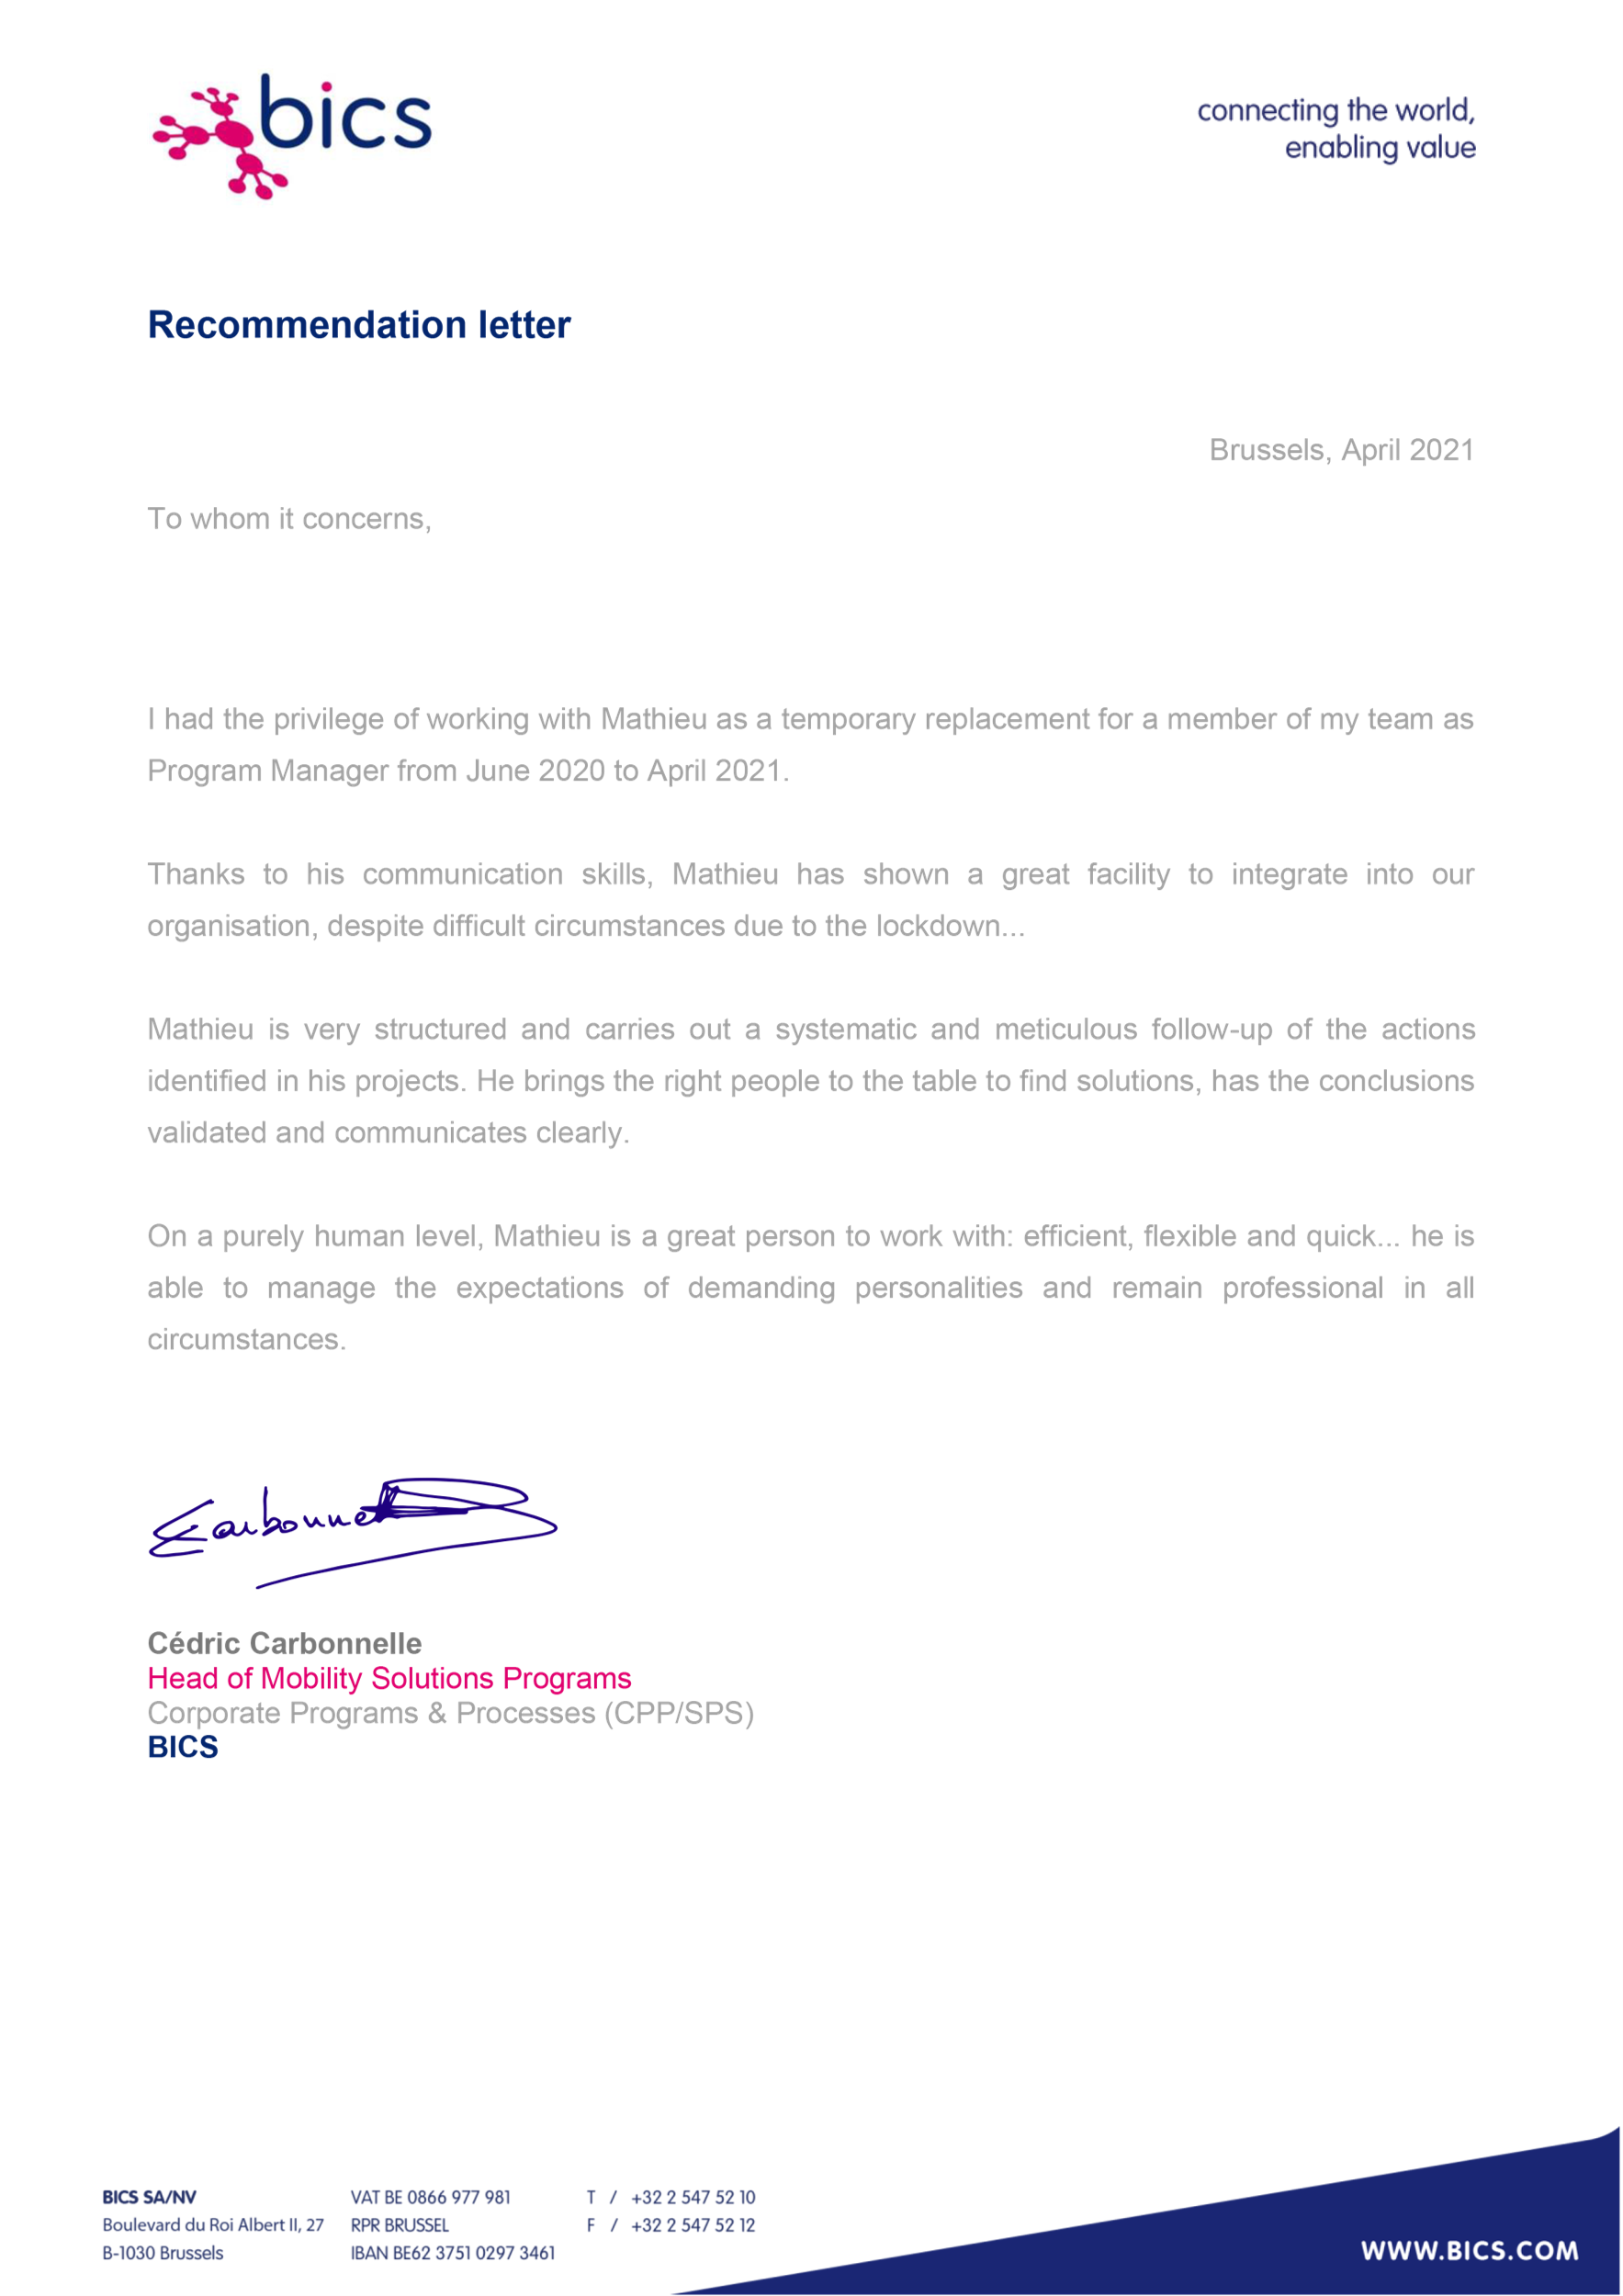 bics
connecting the world,
enabling value
Recommendation letter
Brussels, April 2021
To whom it concerns,
I had the privilege of working with Mathieu as a temporary replacement for a member of my team as
Program Manager from June 2020 to April 2021.
Thanks to his communication skills, Mathieu has shown a great facility to integrate into our
organisation, despite difficult circumstances due to the lockdown...
Mathieu is very structured and carries out a systematic and meticulous follow-up of the actions
identified in his projects. He brings the right people to the table to find solutions, has the conclusions
validated and communicates clearly.
On a purely human level, Mathieu is a great person to work with: efficient, flexible and quick... he is
able to manage the expectations of demanding personalities and remain professional in all
circumstances.
Cédric Carbonnelle
Head of Mobility Solutions Programs
Corporate Programs & Processes (CPP/SPS)
BICS
BICS SA/NV
Boulevard du Roi Albert II, 27
B-1030 Brussels
VAT BE 0866 977 981
RPR BRUSSEL
IBAN BE62 3751 0297 3461
T / +32 2 547 52 10
F / +32 2 547 52 12
WWW.BICS.COM